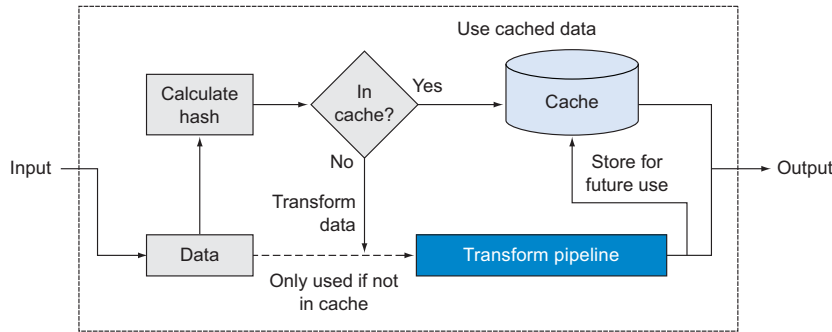 Use cached data
Calculate
hash
In
cache?
Yes
Cache
No
Input
Store for
future use
Output
Transform
data
Data
Transform pipeline
Only used if not
in cache